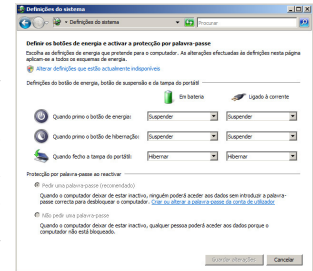 Definições do sistema
Definições do sistema
Procurar
Definir os botões de energia e activar a protecção por palavra-passe
Escolha as definições de energia que pretende para o computador. As alterações efectuadas às definições nesta página
aplicam-se a todos os esquemas de energia.
Alterar definições que estão actualmente indisponíveis
Definições do botão de energia, botão de suspensão e da tampa do portátil
Em bateria
Ligado à corrente
Quando primo o botão de energia:
Suspender
Suspender
Quando primo o botão de hibernação:
Suspender
Suspender
Quando fecho a tampa do portátil:
Hibernar
Hibernar
Protecção por palavra-passe ao reactivar
Pedir uma palavra-passe (recomendado)
Quando o computador deixar de estar inactivo, ninguém poderá aceder aos dados sem introduzir a palavra-
passe correcta para desbloquear o computador. Criar ou alterar a palavra-passe da conta de utilizador
Não pedir uma palavra-passe
Quando o computador deixar de estar inactivo, qualquer pessoa poderá aceder aos dados porque o
computador não está bloqueado.
Guardar alterações
Cancelar